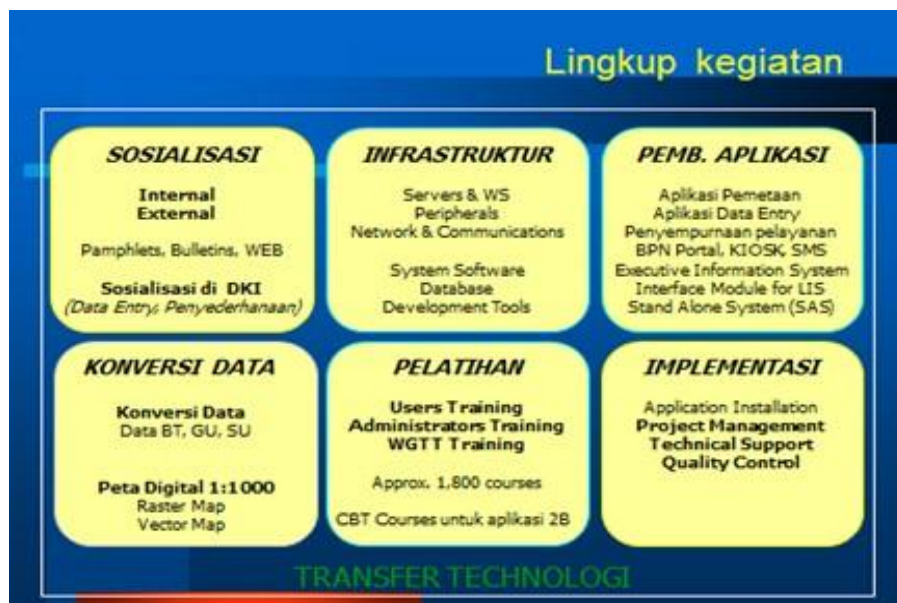 Lingkup kegiatan
SOSIALISASI
Internal
External
Pamphlets, Bulletins, WEB
Sosialisasi di DKI
(Data Entry, Penyederhanaan)
INFRASTRUKTUR
Servers & WS
Peripherals
Network & Communications
System Software
Database
Development Tools
PEMB. APLIKASI
Aplikasi Pemetaan
Aplikasi Data Entry
Penyempurnaan pelayanan
BPN Portal, KIOSK, SMS
Executive Information System
Interface Module for LIS
Stand Alone System (SAS)
KONVERSI DATA
Konversi Data
Data BT, GU, SU
Peta Digital 1:1000
Raster Map
Vector Map
PELATIHAN
Users Training
Administrators Training
WGTT Training
Approx. 1,800 courses
CBT Courses untuk aplikasi 2B
IMPLEMENTASI
Application Installation
Project Management
Technical Support
Quality Control
TRANSFER TECHNOLOGI